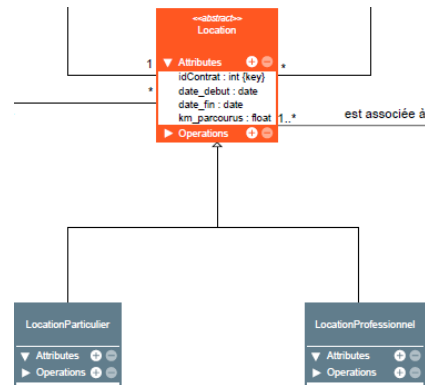 <<abstract>>
Location
1
Attributes
*
idContrat : int {key}
*
date_debut : date
date_fin : date
km_parcourus : float
1..*
est associée à
Operations
LocationParticulier
Attributes
Operations
LocationProfessionnel
Attributes
Operations